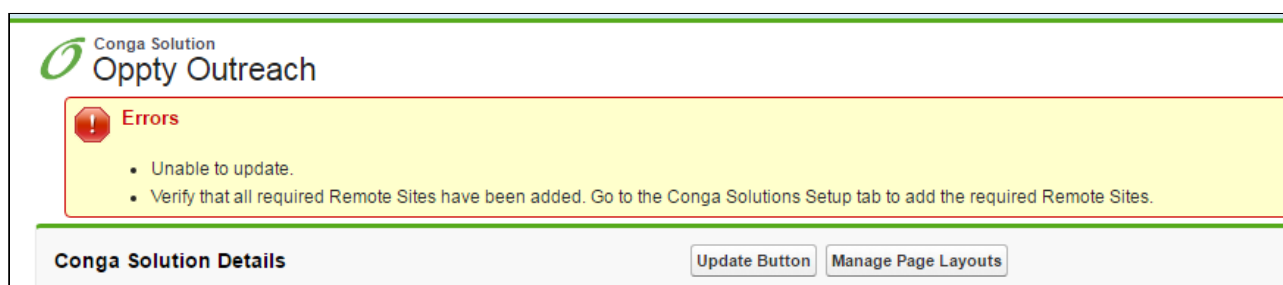 Conga Solution
Oppty Outreach
Errors
• Unable to update.
• Verify that all required Remote Sites have been added. Go to the Conga Solutions Setup tab to add the required Remote Sites.
Conga Solution Details
Update Button
Manage Page Layouts